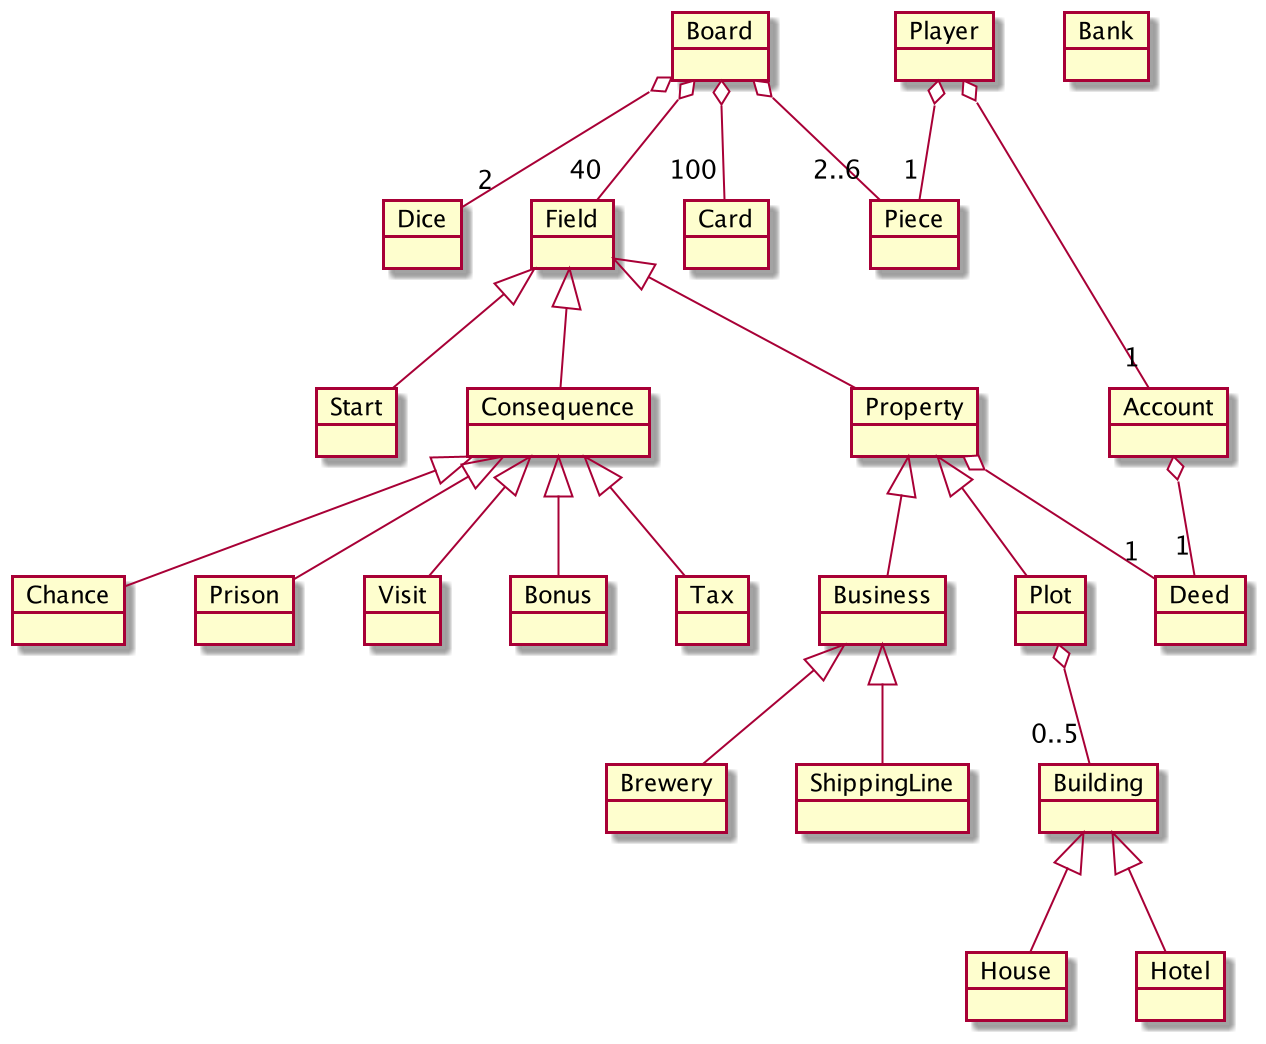 Board
Player
Bank
2
40
100
2..6
1
Dice
Field
Card
Piece
1
Start
Consequence
Property
Account
1
1
Chance
Prison
Visit
Bonus
Tax
Business
Plot
Deed
0..5
Brewery
ShippingLine
Building
House
Hotel